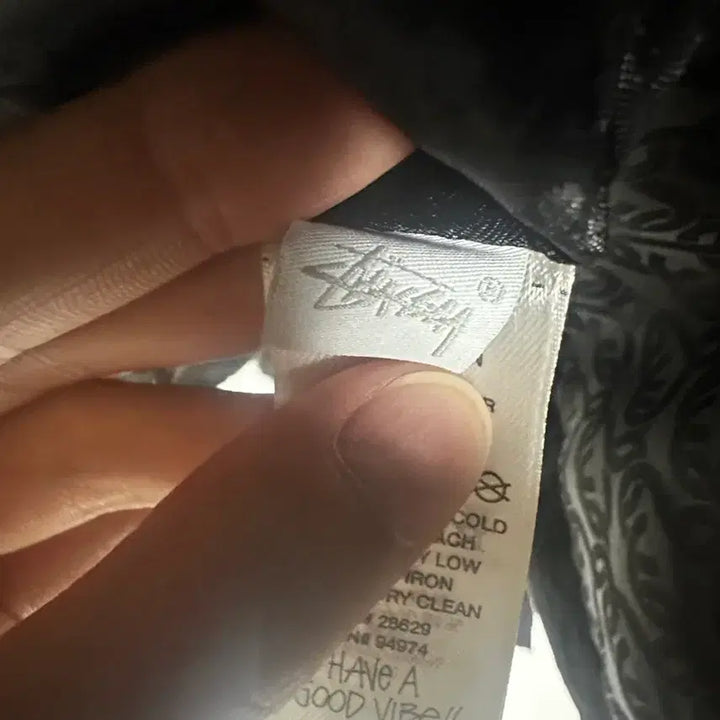 Stüssy ®
R
COLD
ACH
Y LOW
IRON
RY CLEAN
28629
94974
HAVE A
GOOD VIBE!!